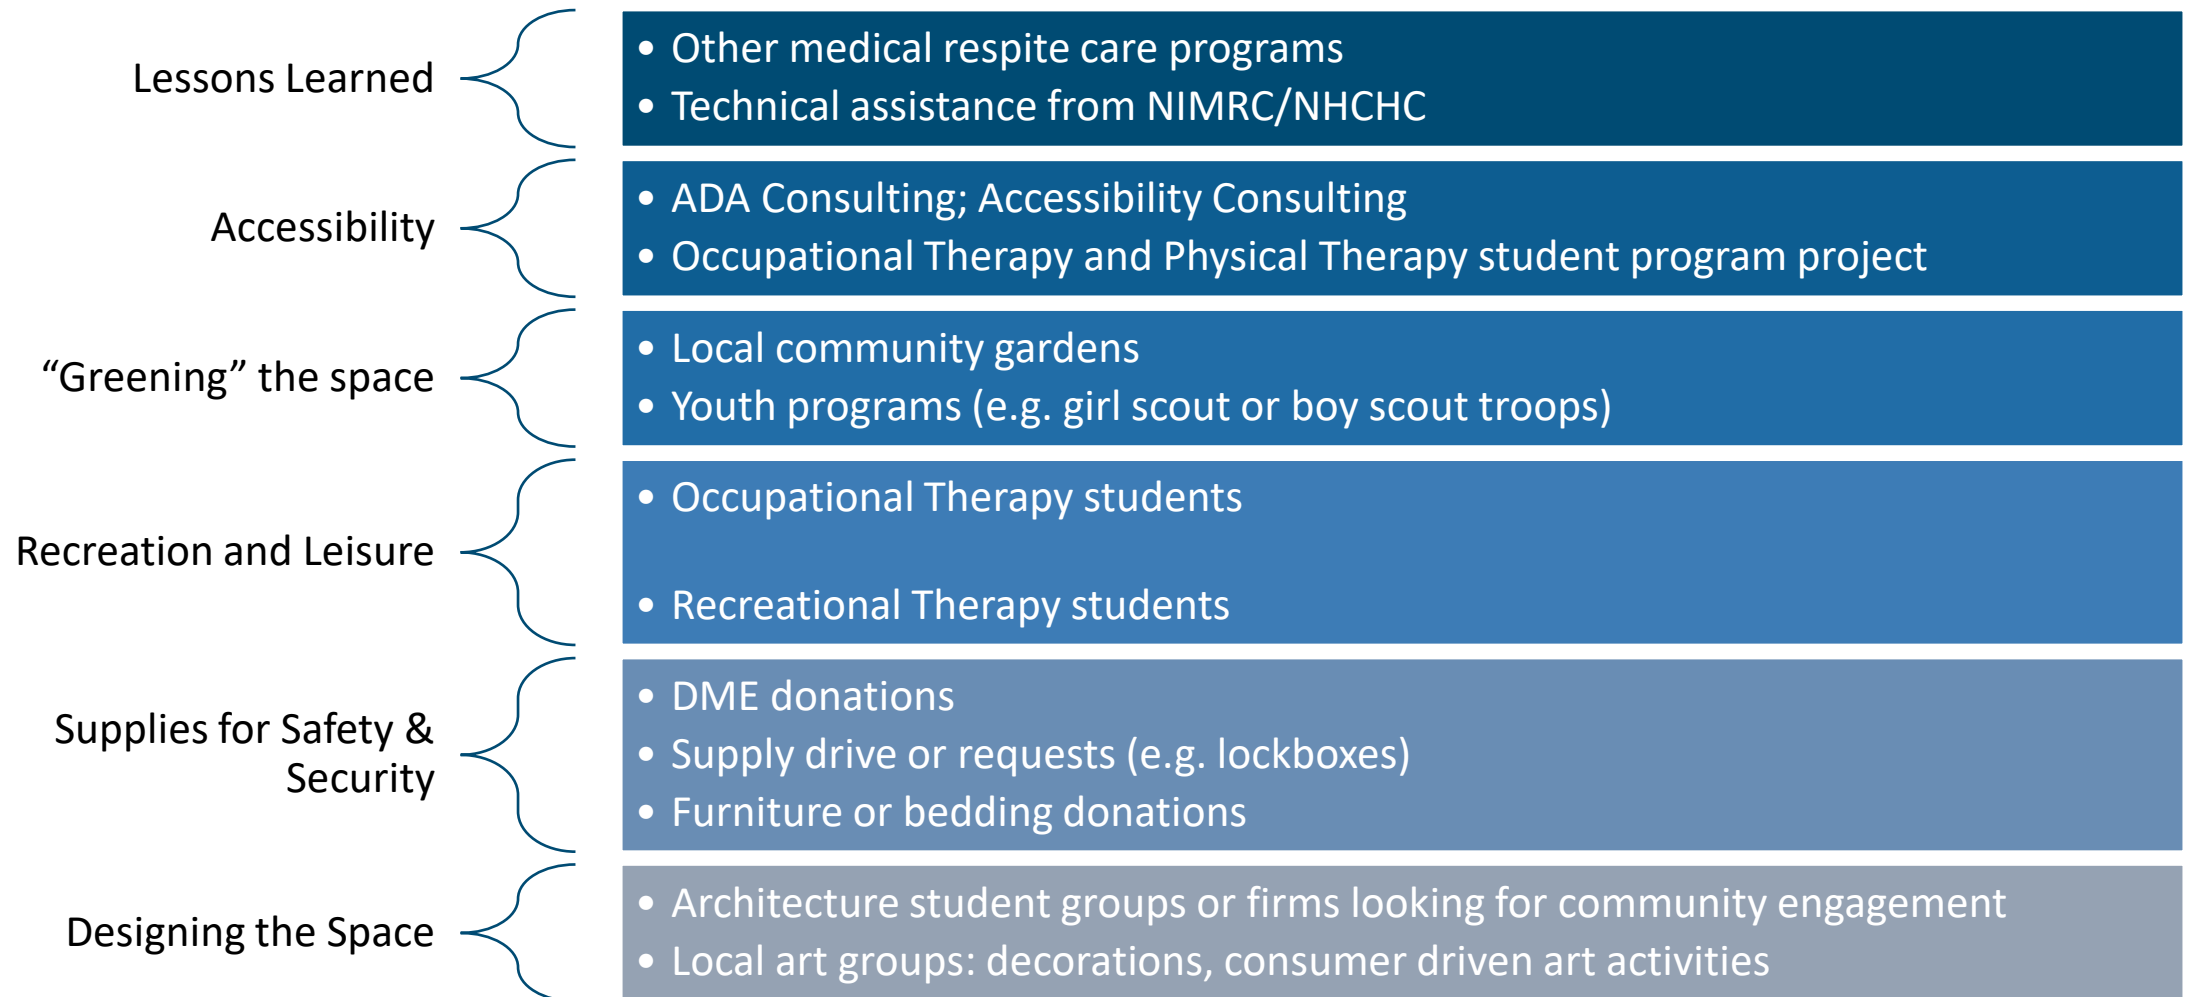 Lessons Learned
• Other medical respite care programs
• Technical assistance from NIMRC/NHCHC
Accessibility
• ADA Consulting; Accessibility Consulting
• Occupational Therapy and Physical Therapy student program project
“Greening” the space
• Local community gardens
• Youth programs (e.g. girl scout or boy scout troops)
Recreation and Leisure
• Occupational Therapy students
• Recreational Therapy students
Supplies for Safety &
Security
• DME donations
• Supply drive or requests (e.g. lockboxes)
• Furniture or bedding donations
Designing the Space
• Architecture student groups or firms looking for community engagement
• Local art groups: decorations, consumer driven art activities